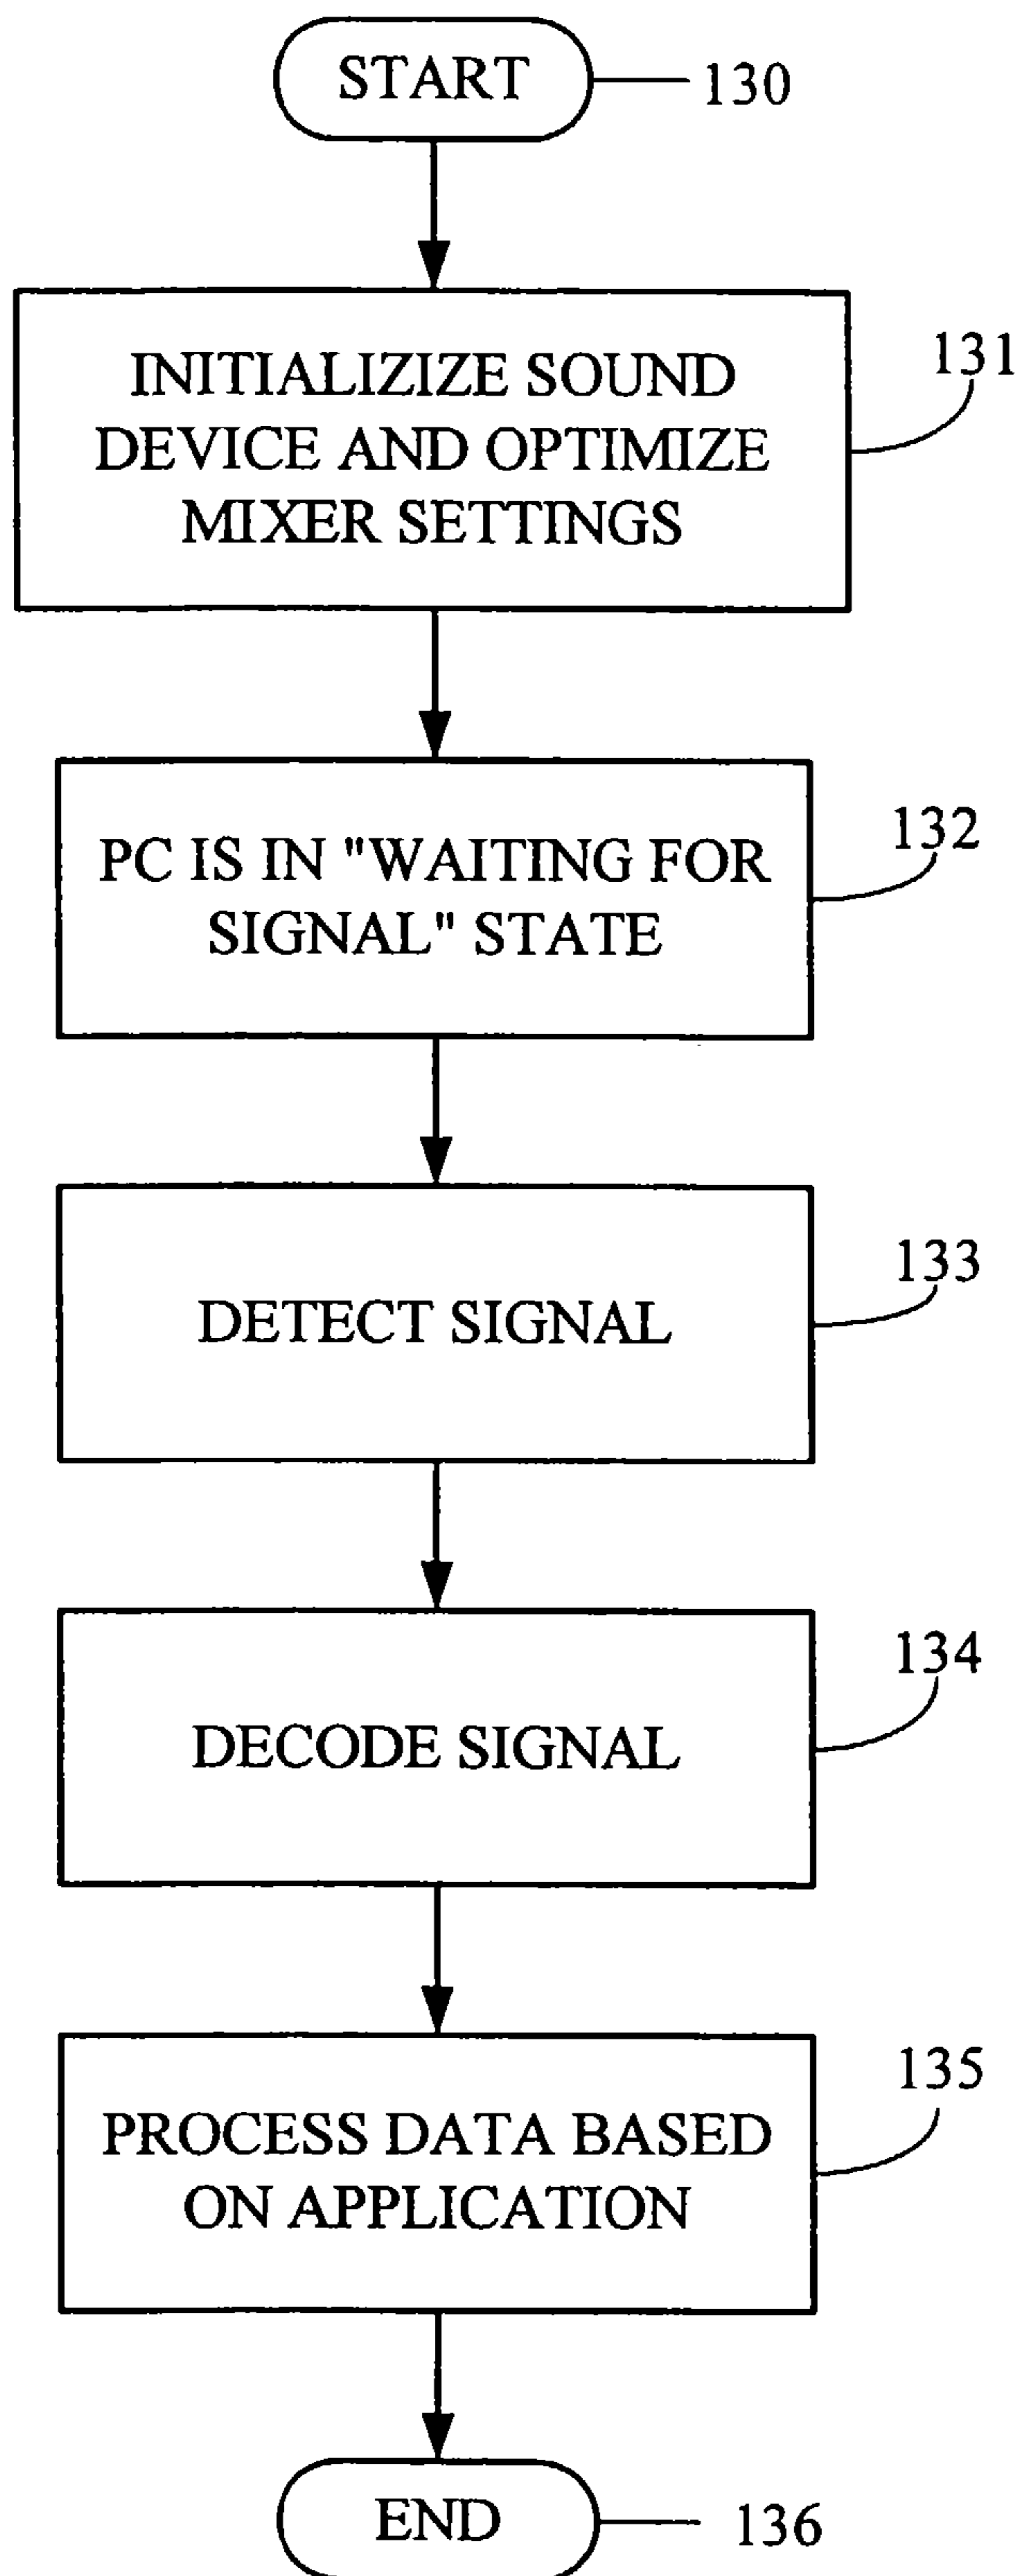 START
130
INITIALIZIZE SOUND
DEVICE AND OPTIMIZE
MIXER SETTINGS
131
PC IS IN "WAITING FOR
SIGNAL" STATE
132
DETECT SIGNAL
133
DECODE SIGNAL
134
PROCESS DATA BASED
ON APPLICATION
135
END
136